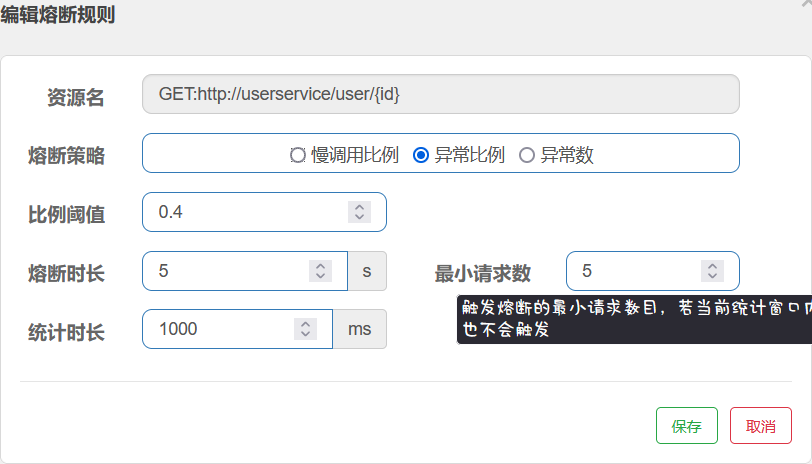 编辑熔断规则
资源名 GET:http://userservice/user/{id}
熔断策略 慢调用比例 异常比例 异常数
比例阈值 0.4
熔断时长 5 s 最小请求数 5
触发熔断的最小请求数目，若当前统计窗口内
也不会触发
统计时长 1000 ms
保存 取消